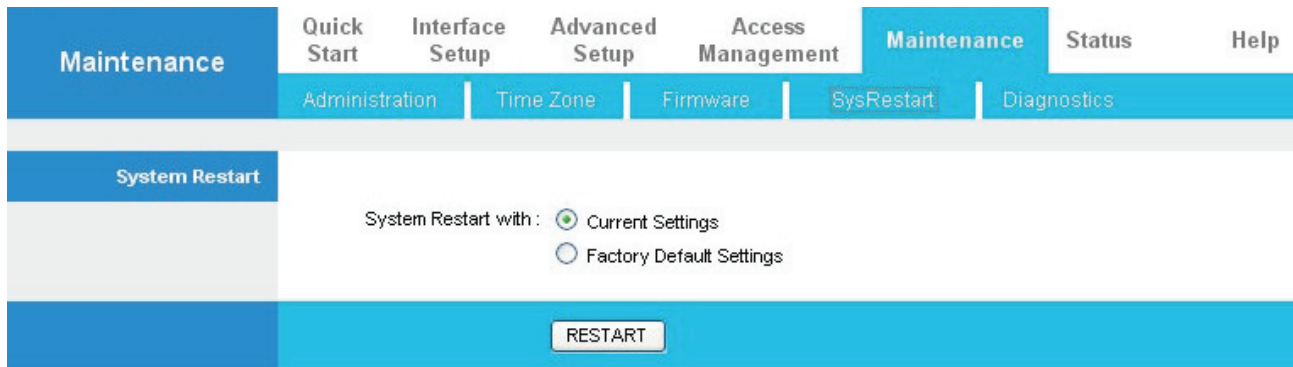 Maintenance
Quick Start
Interface Setup
Advanced Setup
Access Management
Maintenance
Status
Help
Administration
Time Zone
Firmware
SysRestart
Diagnostics
System Restart
System Restart with :
Current Settings
Factory Default Settings
RESTART